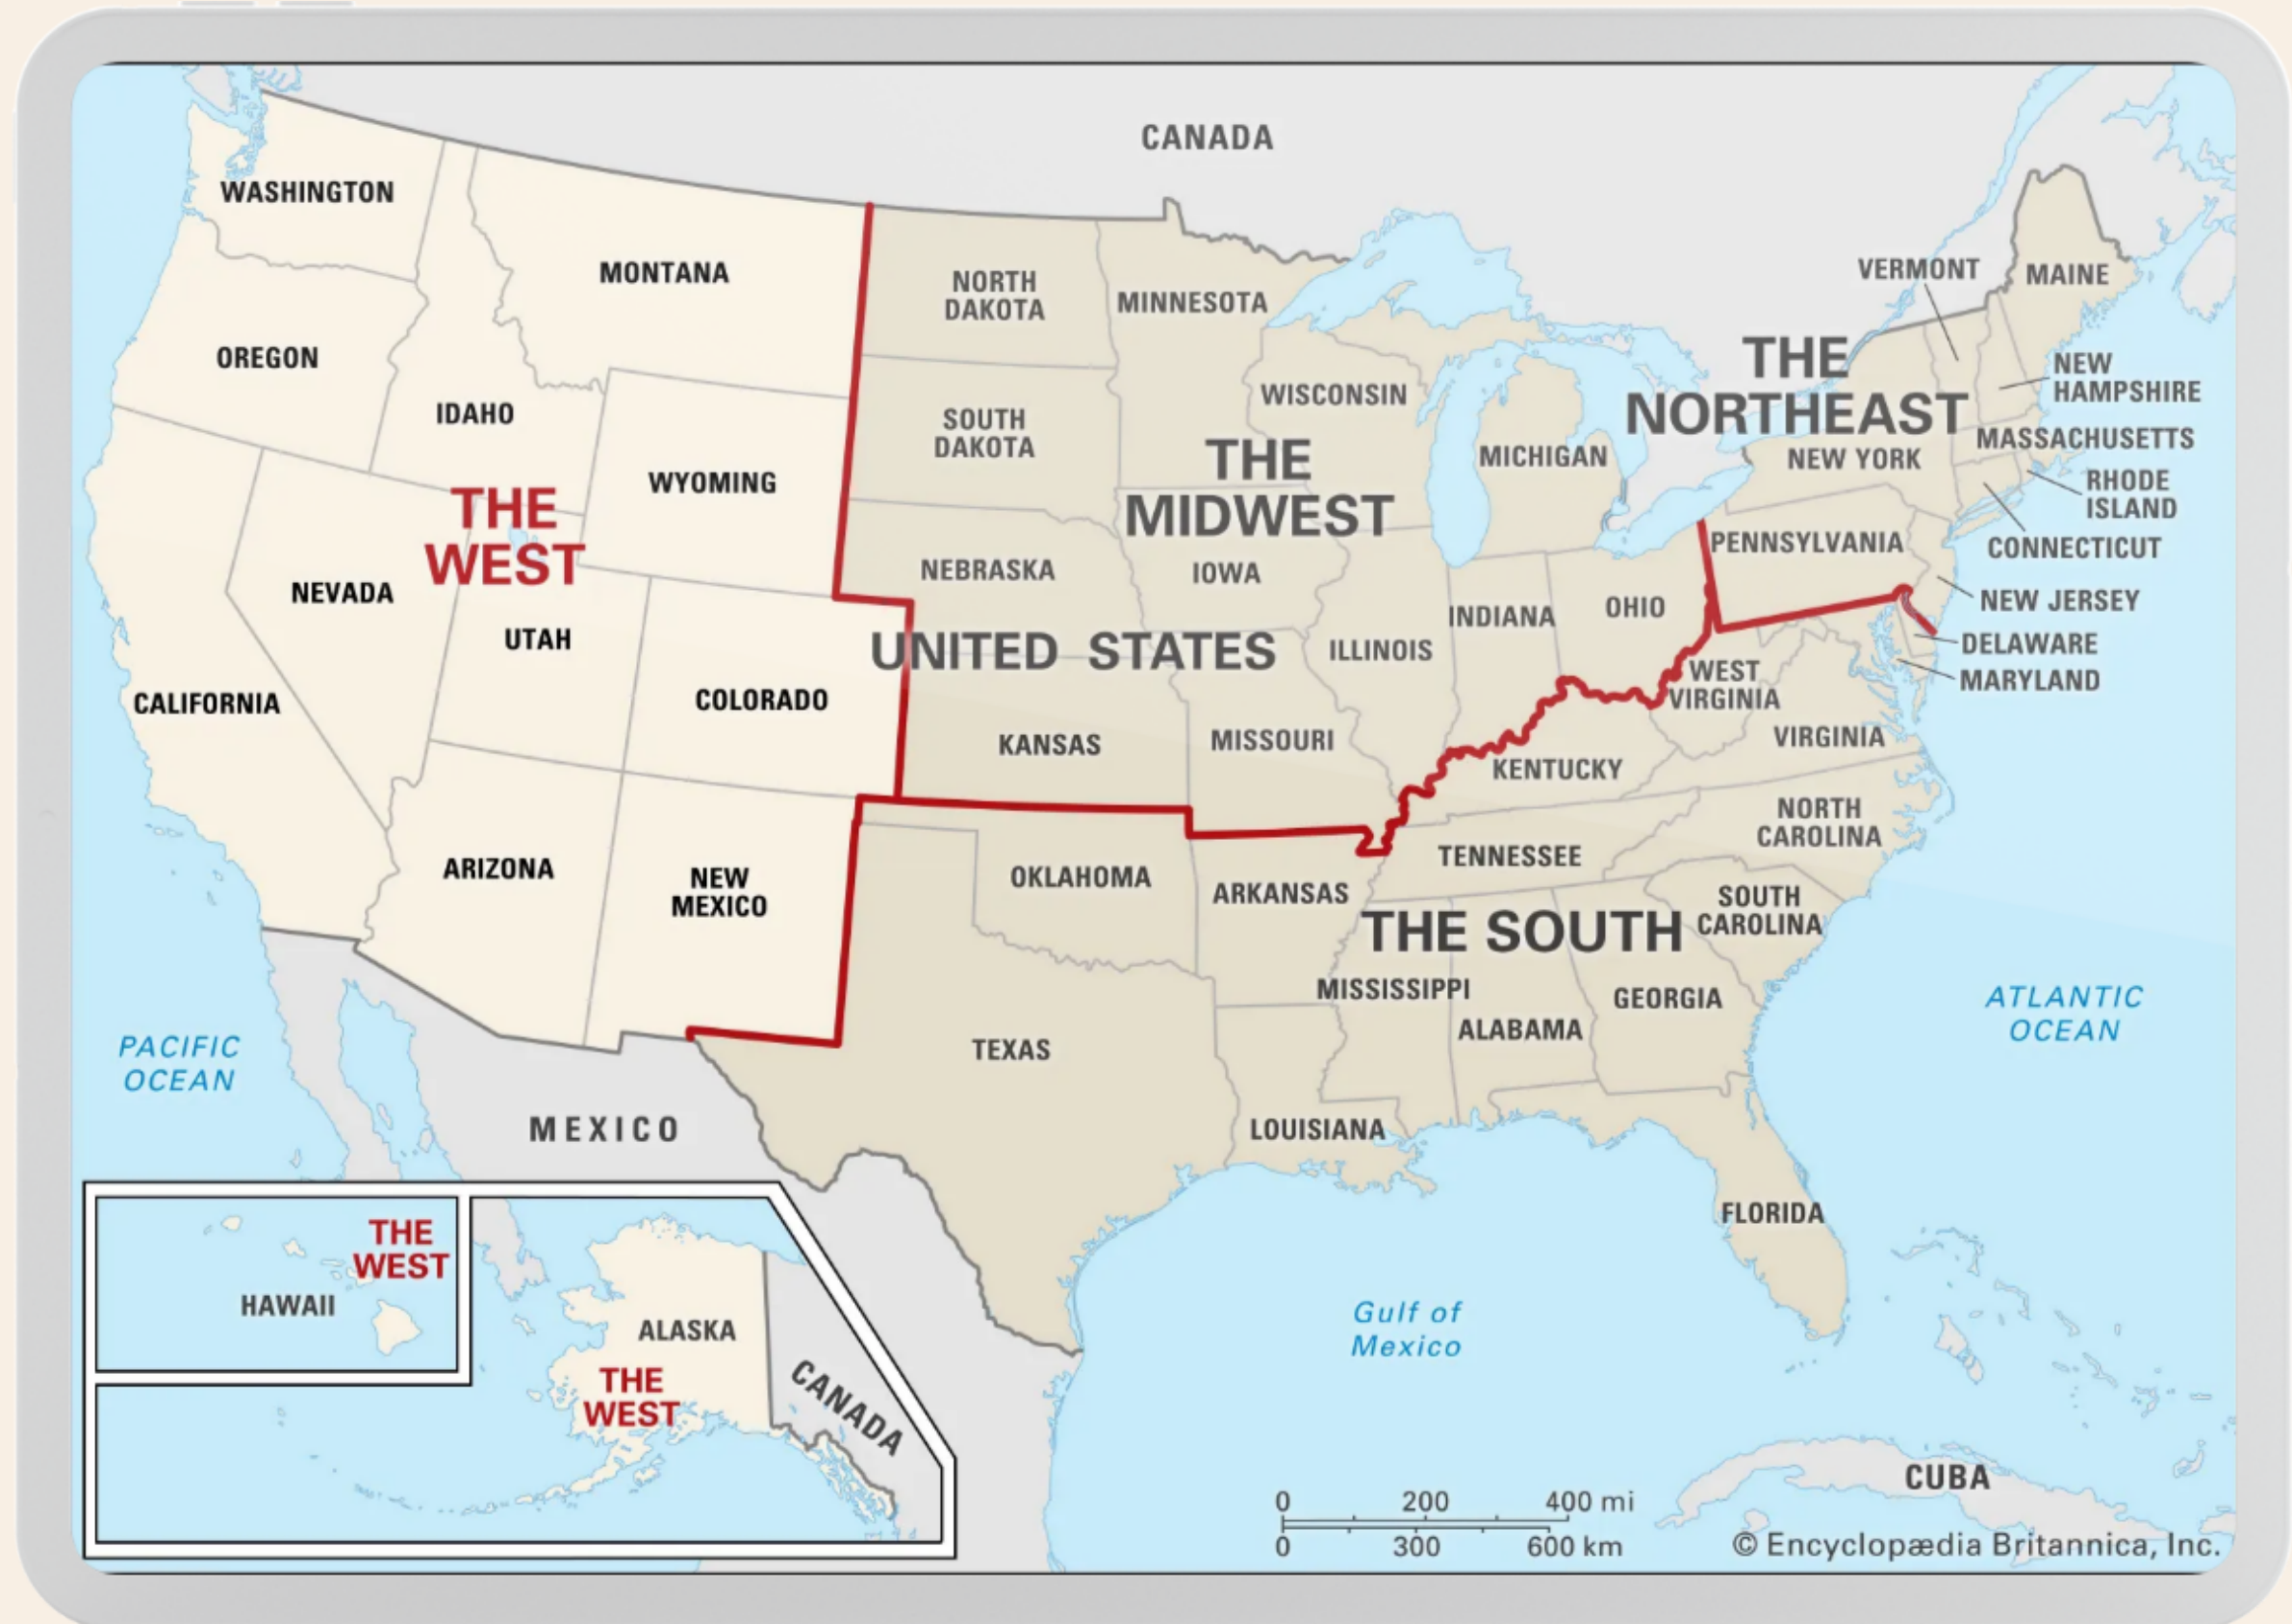 CANADA
WASHINGTON
MONTANA
NORTH
DAKOTA
MINNESOTA
VERMONT
MAINE
OREGON
IDAHO
WYOMING
SOUTH
DAKOTA
WISCONSIN
MICHIGAN
THE
NORTHEAST
NEW
HAMPSHIRE
MASSACHUSETTS
NEW YORK
RHODE
ISLAND
CONNECTICUT
THE
WEST
THE
MIDWEST
PENNSYLVANIA
NEW JERSEY
NEVADA
UTAH
NEBRASKA
IOWA
INDIANA
OHIO
DELAWARE
MARYLAND
UNITED STATES
ILLINOIS
WEST
VIRGINIA
CALIFORNIA
COLORADO
KANSAS
MISSOURI
KENTUCKY
VIRGINIA
ARIZONA
NEW
MEXICO
OKLAHOMA
ARKANSAS
TENNESSEE
NORTH
CAROLINA
THE SOUTH
SOUTH
CAROLINA
MISSISSIPPI
ALABAMA
GEORGIA
TEXAS
LOUISIANA
FLORIDA
PACIFIC
OCEAN
ATLANTIC
OCEAN
MEXICO
Gulf of
Mexico
THE
WEST
HAWAII
ALASKA
THE
WEST
CANADA
CUBA
0 200 400 mi
0 300 600 km
© Encyclopædia Britannica, Inc.